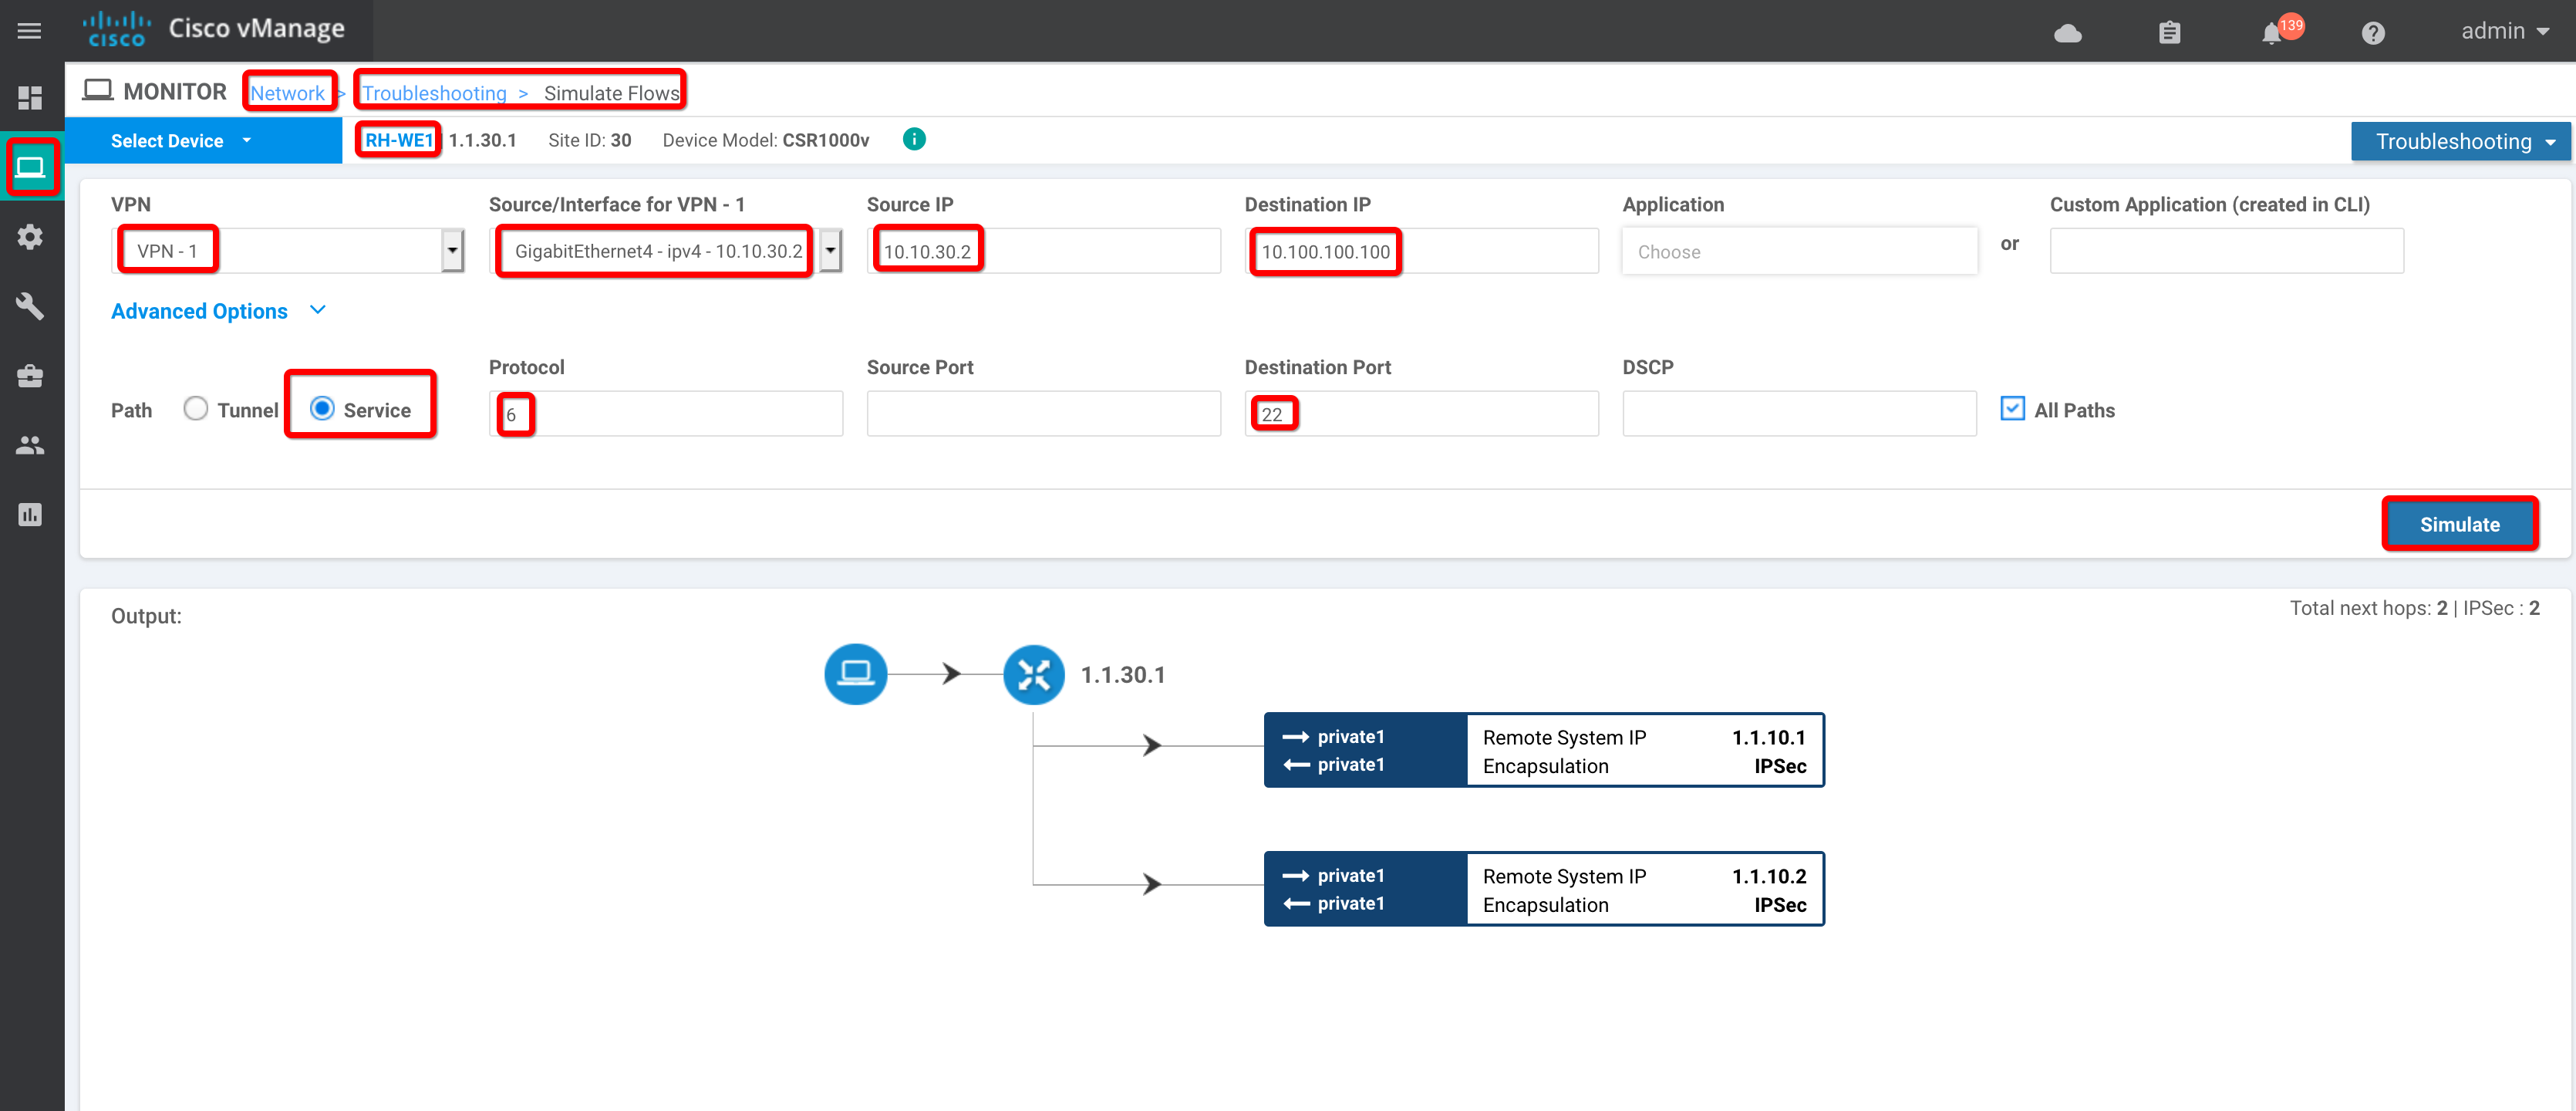 cisco Cisco vManage 139 admin
MONITOR Network > Troubleshooting > Simulate Flows
Select Device RH-WE1 1.1.30.1 Site ID: 30 Device Model: CSR1000v Troubleshooting
VPN Source/Interface for VPN - 1 Source IP Destination IP Application Custom Application (created in CLI)
VPN - 1 GigabitEthernet4 - ipv4 - 10.10.30.2 10.10.30.2 10.100.100.100 Choose or
Advanced Options
Protocol Source Port Destination Port DSCP
Path Tunnel Service 6 22 All Paths
Simulate
Output: Total next hops: 2 | IPSec : 2
1.1.30.1
private1 Remote System IP 1.1.10.1
private1 Encapsulation IPSec
private1 Remote System IP 1.1.10.2
private1 Encapsulation IPSec